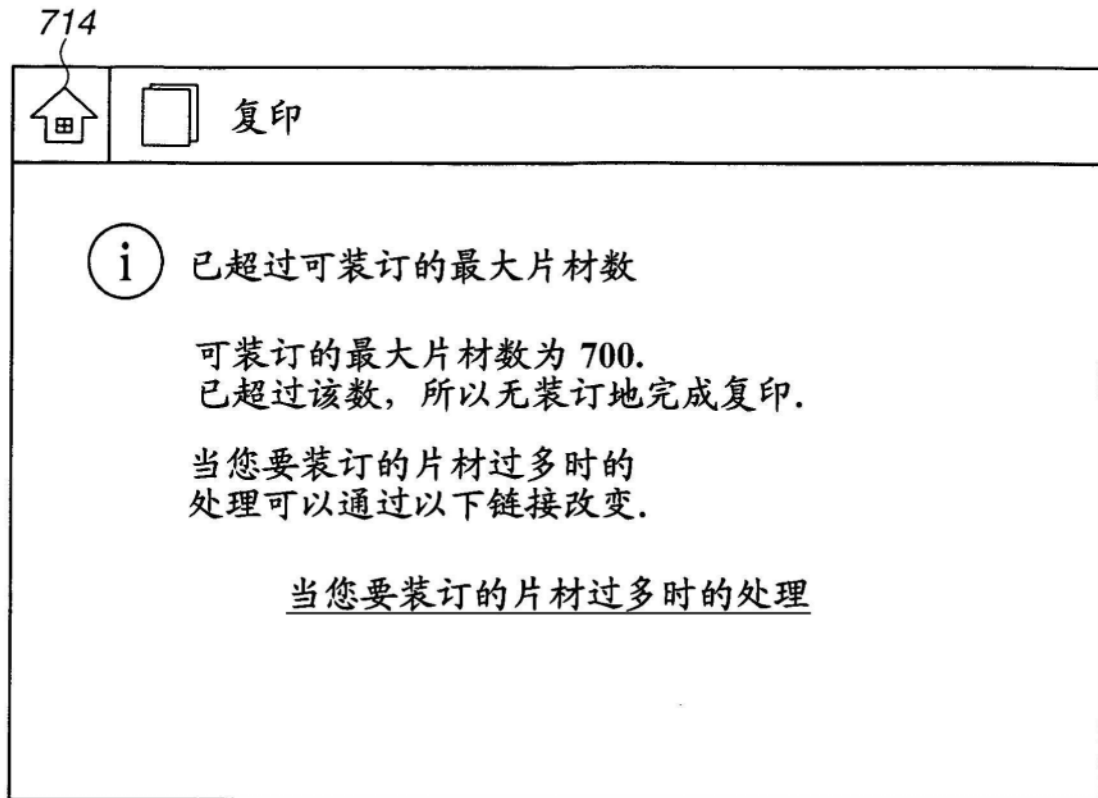 714
复印
i
已超过可装订的最大片材数
可装订的最大片材数为 700.
已超过该数，所以无装订地完成复印.
当您要装订的片材过多时的
处理可以通过以下链接改变.
当您要装订的片材过多时的处理